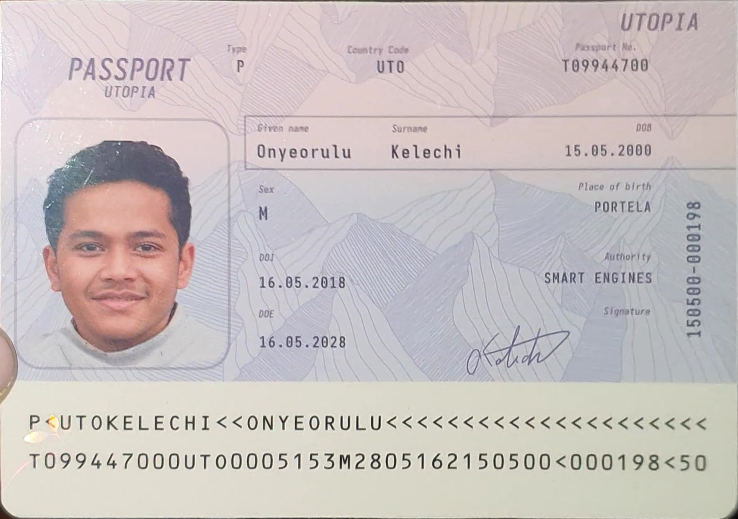 UTOPIA
PASSPORT
UTOPIA
Type Country Code Passport No.
P UTO T09944700
Given name Surname DOB
Onyeorulu Kelechi 15.05.2000
Sex Place of birth
M PORTELA
DOI Authority
16.05.2018 SMART ENGINES
DOE Signature
16.05.2028
150500-000198
P<UTOKELECHI<<ONYEORULU<<<<<<<<<<<<<<<<<<<<<
T099447000UTO0005153M2805162150500<000198<50